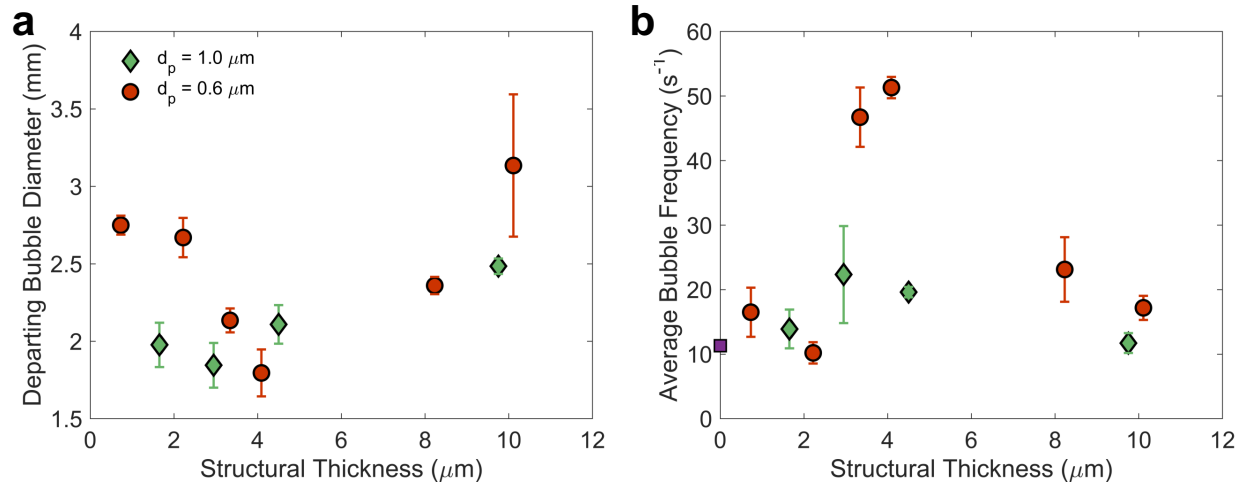 a
Departing Bubble Diameter (mm)
4
3.5
3
2.5
2
1.5
d_p = 1.0 μm
d_p = 0.6 μm
0 2 4 6 8 10 12
Structural Thickness (μm)
b
Average Bubble Frequency (s⁻¹)
60
50
40
30
20
10
0
0 2 4 6 8 10 12
Structural Thickness (μm)